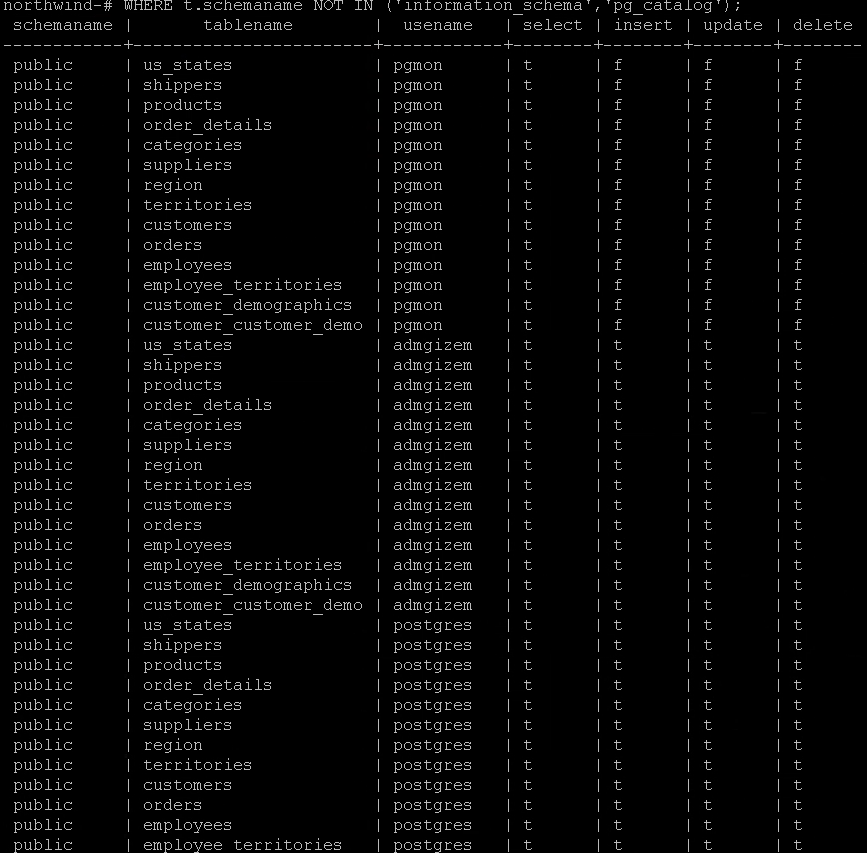 northwind-# WHERE t.schemaname NOT IN ('information_schema','pg_catalog');
 schemaname |       tablename        |  usename   | select | insert | update | delete
------------+------------------------+------------+--------+--------+--------+--------
 public     | us_states              | pgmon      | t      | f      | f      | f
 public     | shippers               | pgmon      | t      | f      | f      | f
 public     | products               | pgmon      | t      | f      | f      | f
 public     | order_details          | pgmon      | t      | f      | f      | f
 public     | categories             | pgmon      | t      | f      | f      | f
 public     | suppliers              | pgmon      | t      | f      | f      | f
 public     | region                 | pgmon      | t      | f      | f      | f
 public     | territories            | pgmon      | t      | f      | f      | f
 public     | customers              | pgmon      | t      | f      | f      | f
 public     | orders                 | pgmon      | t      | f      | f      | f
 public     | employees              | pgmon      | t      | f      | f      | f
 public     | employee_territories   | pgmon      | t      | f      | f      | f
 public     | customer_demographics  | pgmon      | t      | f      | f      | f
 public     | customer_customer_demo | pgmon      | t      | f      | f      | f
 public     | us_states              | admgizem   | t      | t      | t      | t
 public     | shippers               | admgizem   | t      | t      | t      | t
 public     | products               | admgizem   | t      | t      | t      | t
 public     | order_details          | admgizem   | t      | t      | t      | t
 public     | categories             | admgizem   | t      | t      | t      | t
 public     | suppliers              | admgizem   | t      | t      | t      | t
 public     | region                 | admgizem   | t      | t      | t      | t
 public     | territories            | admgizem   | t      | t      | t      | t
 public     | customers              | admgizem   | t      | t      | t      | t
 public     | orders                 | admgizem   | t      | t      | t      | t
 public     | employees              | admgizem   | t      | t      | t      | t
 public     | employee_territories   | admgizem   | t      | t      | t      | t
 public     | customer_demographics  | admgizem   | t      | t      | t      | t
 public     | customer_customer_demo | admgizem   | t      | t      | t      | t
 public     | us_states              | postgres   | t      | t      | t      | t
 public     | shippers               | postgres   | t      | t      | t      | t
 public     | products               | postgres   | t      | t      | t      | t
 public     | order_details          | postgres   | t      | t      | t      | t
 public     | categories             | postgres   | t      | t      | t      | t
 public     | suppliers              | postgres   | t      | t      | t      | t
 public     | region                 | postgres   | t      | t      | t      | t
 public     | territories            | postgres   | t      | t      | t      | t
 public     | customers              | postgres   | t      | t      | t      | t
 public     | orders                 | postgres   | t      | t      | t      | t
 public     | employees              | postgres   | t      | t      | t      | t
 public     | employee_territories   | postgres   | t      | t      | t      | t